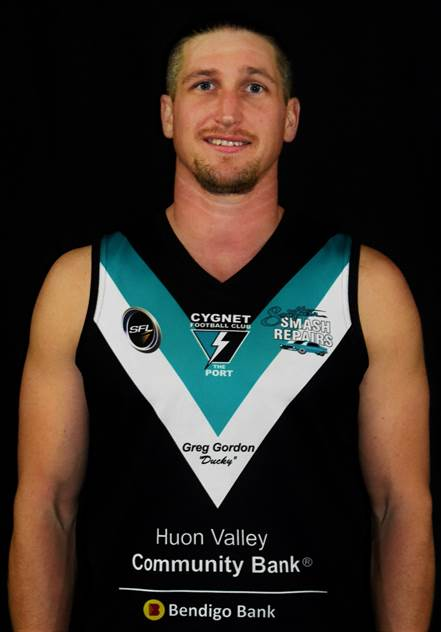 CYGNET
FOOTBALL CLUB
THE
PORT
SFL
SMASH
REPAIRS
Greg Gordon
"Ducky"
Huon Valley
Community Bank®
Bendigo Bank